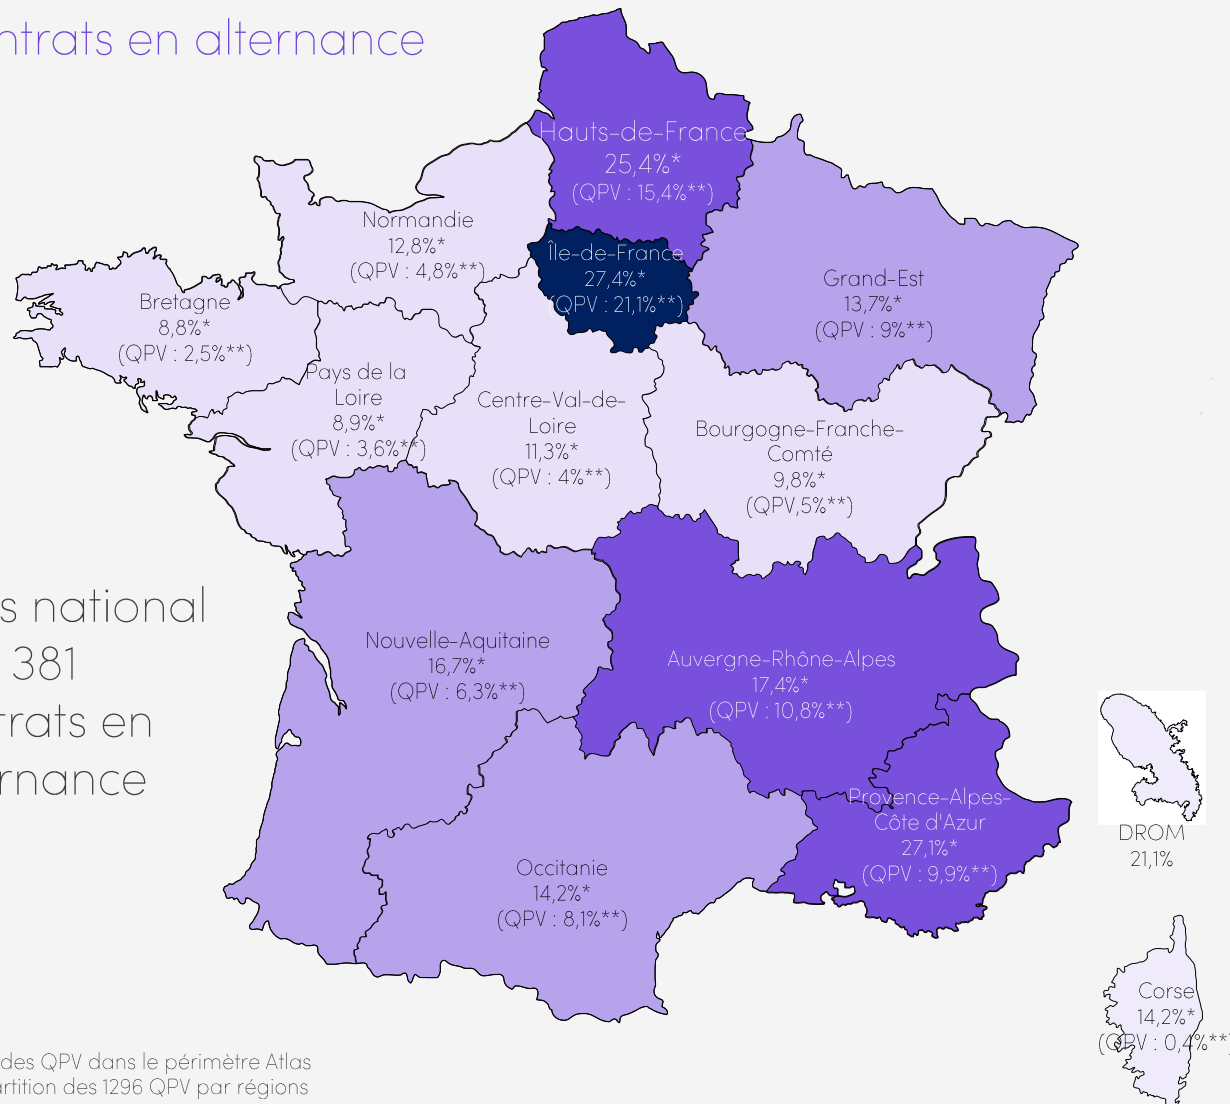 ntrats en alternance
Hauts-de-France
25,4%*
(QPV : 15,4%**)
Normandie
12,8%*
(QPV : 4,8%**)
Île-de-France
27,4%*
(QPV : 21,1%**)
Grand-Est
13,7%*
(QPV : 9%**)
Bretagne
8,8%*
(QPV : 2,5%**)
Pays de la
Loire
8,9%*
(QPV : 3,6%**)
Centre-Val-de-
Loire
11,3%*
(QPV : 4%**)
Bourgogne-Franche-
Comté
9,8%*
(QPV,5%**)
s national
381
trats en
rnance
Nouvelle-Aquitaine
16,7%*
(QPV : 6,3%**)
Auvergne-Rhône-Alpes
17,4%*
(QPV : 10,8%**)
Provence-Alpes-
Côte d'Azur
27,1%*
(QPV : 9,9%**)
DROM
21,1%
Occitanie
14,2%*
(QPV : 8,1%**)
Corse
14,2%*
(QPV : 0,4%**)
des QPV dans le périmètre Atlas
artition des 1296 QPV par régions